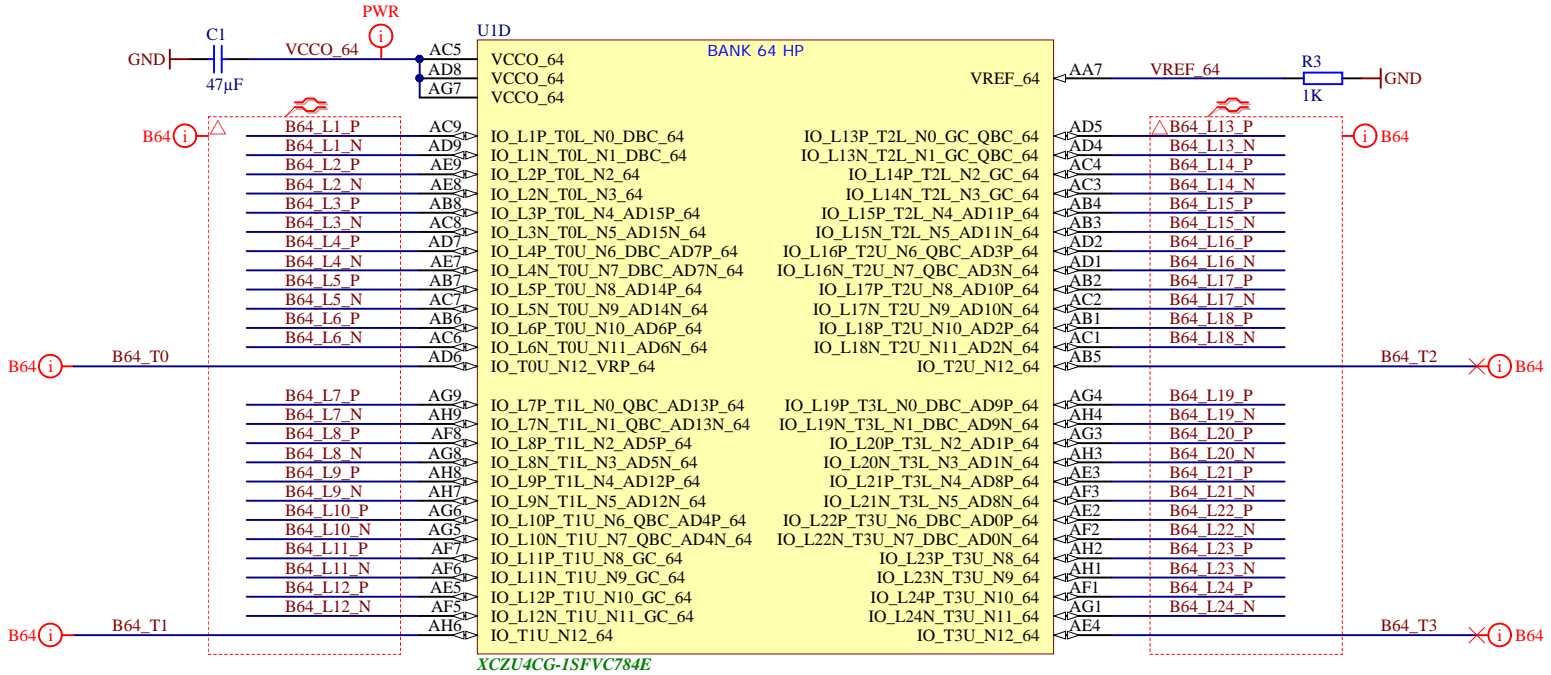 PWR
C1
U1D
GND
VCCO_64
47µF
BANK 64 HP
AC5 VCCO_64
AD8 VCCO_64
AG7 VCCO_64
VREF_64 AA7 VREF_64 R3 GND
1K
B64 B64
B64_L1_P AC9 IO_L1P_T0L_N0_DBC_64 IO_L13P_T2L_N0_GC_QBC_64 AD5 B64_L13_P
B64_L1_N AD9 IO_L1N_T0L_N1_DBC_64 IO_L13N_T2L_N1_GC_QBC_64 AD4 B64_L13_N
B64_L2_P AE9 IO_L2P_T0L_N2_64 IO_L14P_T2L_N2_GC_64 AC4 B64_L14_P
B64_L2_N AE8 IO_L2N_T0L_N3_64 IO_L14N_T2L_N3_GC_64 AC3 B64_L14_N
B64_L3_P AB8 IO_L3P_T0L_N4_AD15P_64 IO_L15P_T2L_N4_AD11P_64 AB4 B64_L15_P
B64_L3_N AC8 IO_L3N_T0L_N5_AD15N_64 IO_L15N_T2L_N5_AD11N_64 AB3 B64_L15_N
B64_L4_P AD7 IO_L4P_T0U_N6_DBC_AD7P_64 IO_L16P_T2U_N6_QBC_AD3P_64 AD2 B64_L16_P
B64_L4_N AE7 IO_L4N_T0U_N7_DBC_AD7N_64 IO_L16N_T2U_N7_QBC_AD3N_64 AD1 B64_L16_N
B64_L5_P AB7 IO_L5P_T0U_N8_AD14P_64 IO_L17P_T2U_N8_AD10P_64 AB2 B64_L17_P
B64_L5_N AC7 IO_L5N_T0U_N9_AD14N_64 IO_L17N_T2U_N9_AD10N_64 AC2 B64_L17_N
B64_L6_P AB6 IO_L6P_T0U_N10_AD6P_64 IO_L18P_T2U_N10_AD2P_64 AB1 B64_L18_P
B64_L6_N AC6 IO_L6N_T0U_N11_AD6N_64 IO_L18N_T2U_N11_AD2N_64 AC1 B64_L18_N
B64 B64_T0 AD6 IO_T0U_N12_VRP_64 IO_T2U_N12_64 AB5 B64_T2 B64
B64_L7_P AG9 IO_L7P_T1L_N0_QBC_AD13P_64 IO_L19P_T3L_N0_DBC_AD9P_64 AG4 B64_L19_P
B64_L7_N AH9 IO_L7N_T1L_N1_QBC_AD13N_64 IO_L19N_T3L_N1_DBC_AD9N_64 AH4 B64_L19_N
B64_L8_P AF8 IO_L8P_T1L_N2_AD5P_64 IO_L20P_T3L_N2_AD1P_64 AG3 B64_L20_P
B64_L8_N AG8 IO_L8N_T1L_N3_AD5N_64 IO_L20N_T3L_N3_AD1N_64 AH3 B64_L20_N
B64_L9_P AH8 IO_L9P_T1L_N4_AD12P_64 IO_L21P_T3L_N4_AD8P_64 AE3 B64_L21_P
B64_L9_N AH7 IO_L9N_T1L_N5_AD12N_64 IO_L21N_T3L_N5_AD8N_64 AF3 B64_L21_N
B64_L10_P AG6 IO_L10P_T1U_N6_QBC_AD4P_64 IO_L22P_T3U_N6_DBC_AD0P_64 AE2 B64_L22_P
B64_L10_N AG5 IO_L10N_T1U_N7_QBC_AD4N_64 IO_L22N_T3U_N7_DBC_AD0N_64 AF2 B64_L22_N
B64_L11_P AF7 IO_L11P_T1U_N8_GC_64 IO_L23P_T3U_N8_64 AH2 B64_L23_P
B64_L11_N AF6 IO_L11N_T1U_N9_GC_64 IO_L23N_T3U_N9_64 AH1 B64_L23_N
B64_L12_P AE5 IO_L12P_T1U_N10_GC_64 IO_L24P_T3U_N10_64 AF1 B64_L24_P
B64_L12_N AF5 IO_L12N_T1U_N11_GC_64 IO_L24N_T3U_N11_64 AG1 B64_L24_N
B64 B64_T1 AH6 IO_T1U_N12_64 IO_T3U_N12_64 AE4 B64_T3 B64
XCZU4CG-1SFVC784E